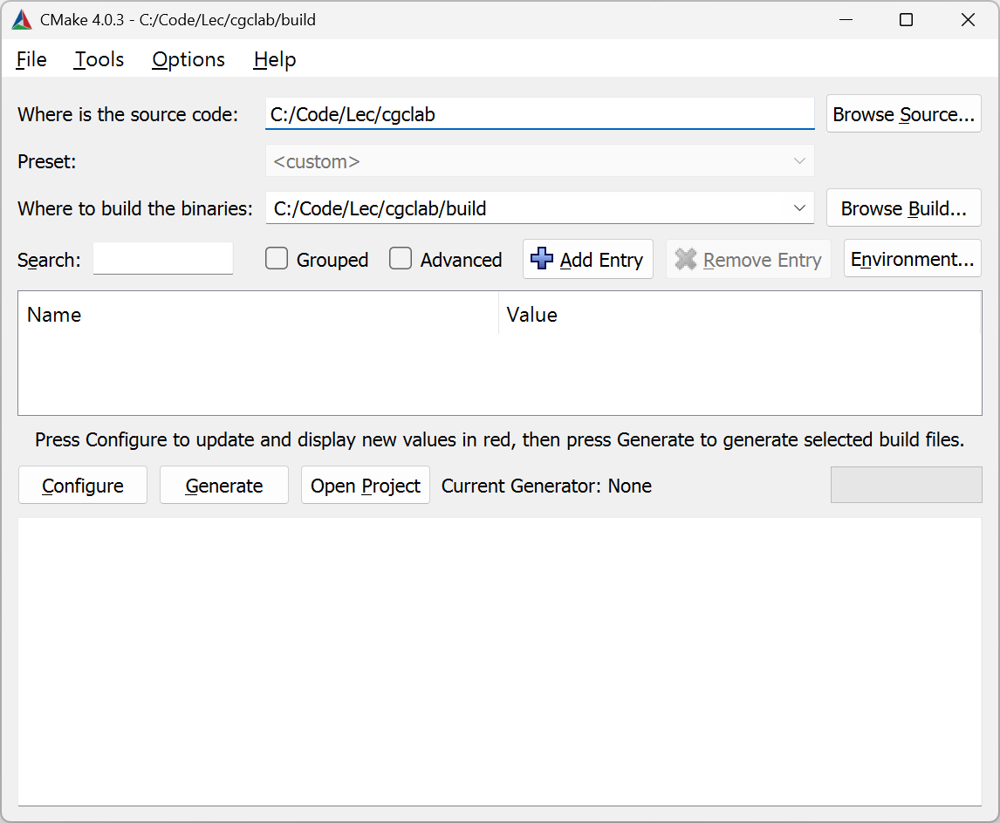 CMake 4.0.3 - C:/Code/Lec/cgclab/build
File Tools Options Help
Where is the source code: C:/Code/Lec/cgclab Browse Source...
Preset: <custom>
Where to build the binaries: C:/Code/Lec/cgclab/build Browse Build...
Search: Grouped Advanced Add Entry Remove Entry Environment...
Name Value
Press Configure to update and display new values in red, then press Generate to generate selected build files.
Configure Generate Open Project Current Generator: None